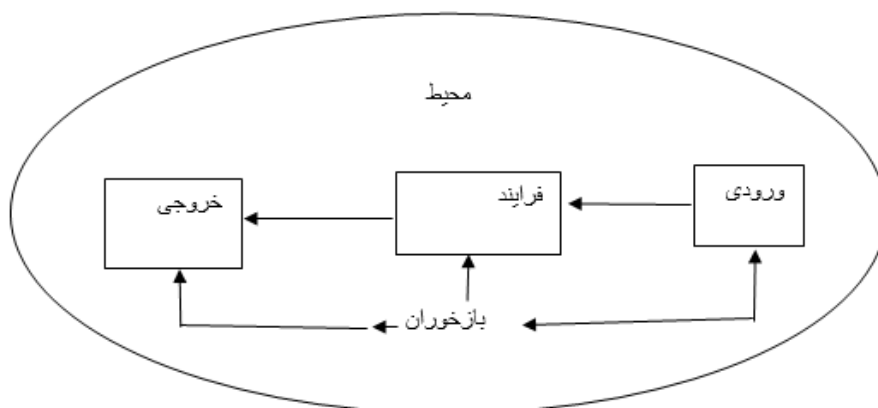 محیط
ورودی
فرایند
خروجی
بازخوران